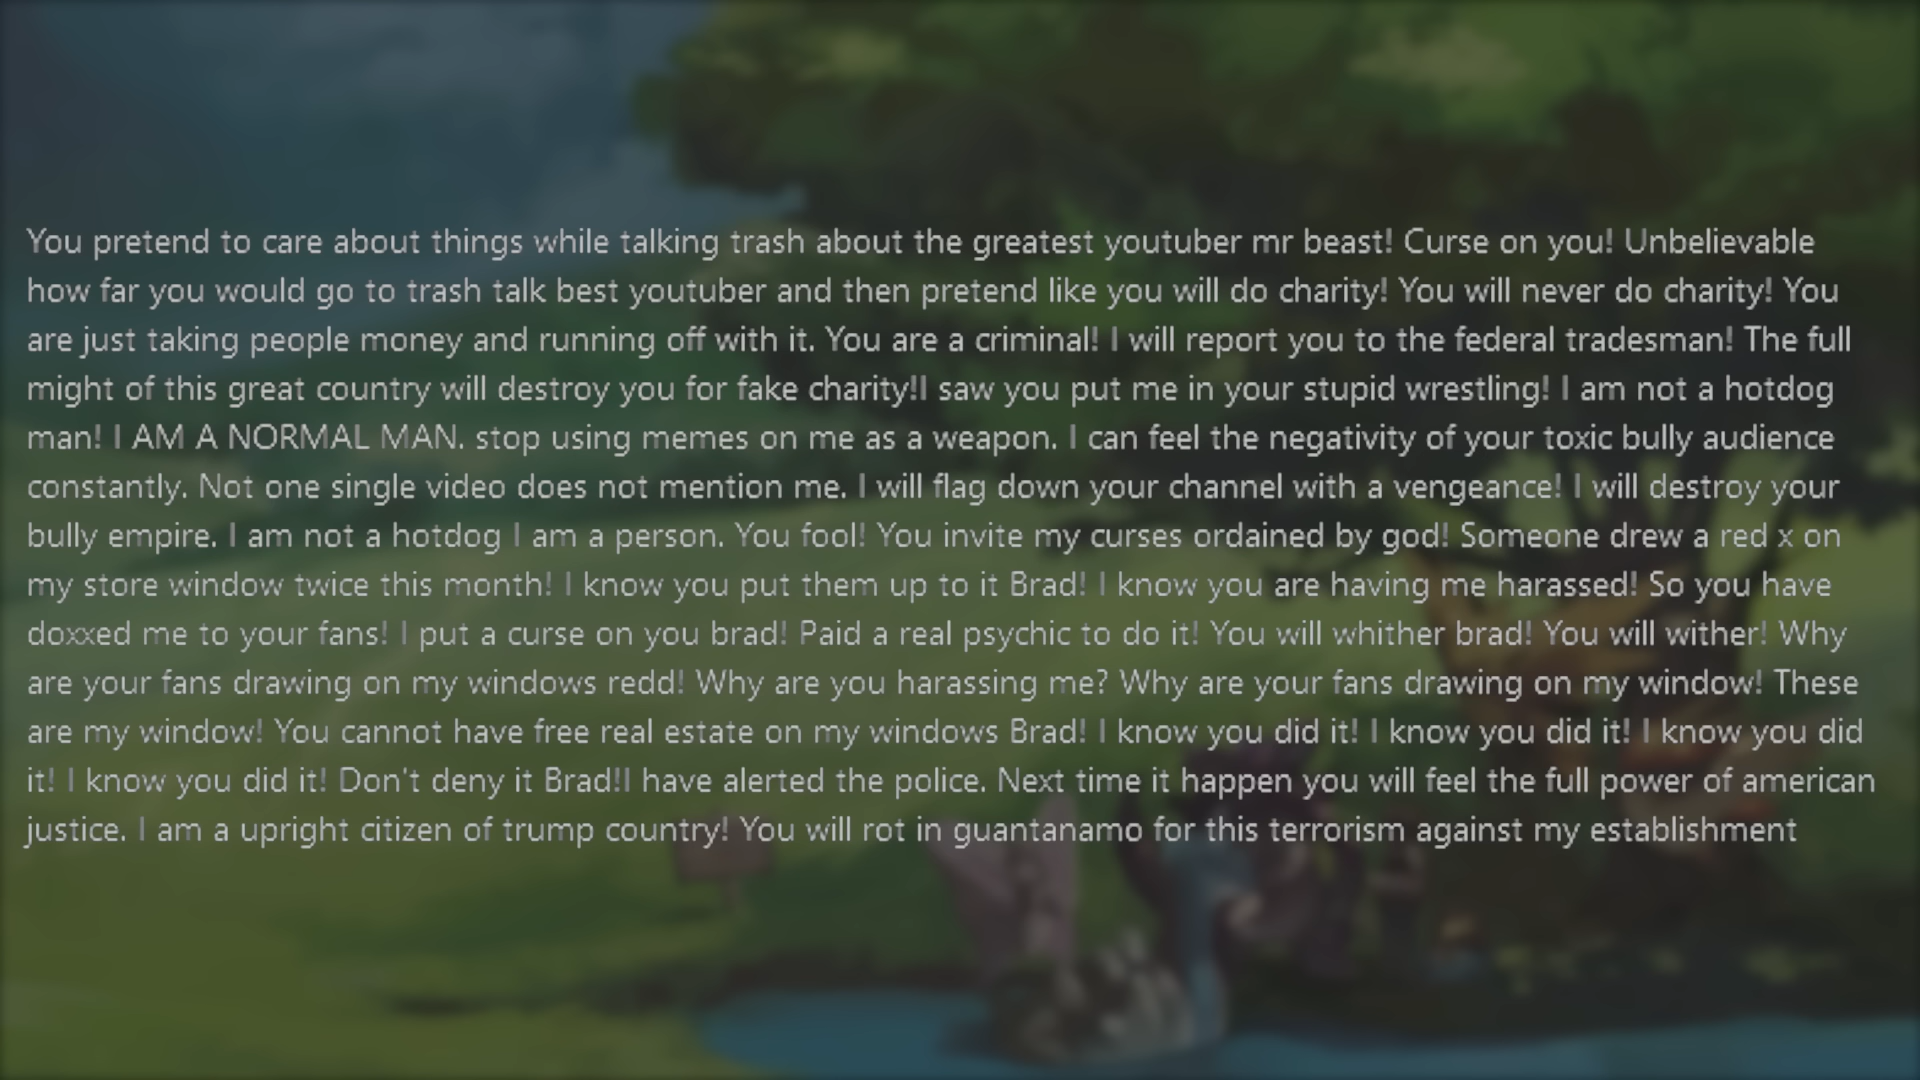 You pretend to care about things while talking trash about the greatest youtuber mr beast! Curse on you! Unbelievable
how far you would go to trash talk best youtuber and then pretend like you will do charity! You will never do charity! You
are just taking people money and running off with it. You are a criminal! I will report you to the federal tradesman! The full
might of this great country will destroy you for fake charity!I saw you put me in your stupid wrestling! I am not a hotdog
man! I AM A NORMAL MAN. stop using memes on me as a weapon. I can feel the negativity of your toxic bully audience
constantly. Not one single video does not mention me. I will flag down your channel with a vengeance! I will destroy your
bully empire. I am not a hotdog I am a person. You fool! You invite my curses ordained by god! Someone drew a red x on
my store window twice this month! I know you put them up to it Brad! I know you are having me harassed! So you have
doxxed me to your fans! I put a curse on you brad! Paid a real psychic to do it! You will whither brad! You will wither! Why
are your fans drawing on my windows redd! Why are you harassing me? Why are your fans drawing on my window! These
are my window! You cannot have free real estate on my windows Brad! I know you did it! I know you did it! I know you did
it! I know you did it! Don't deny it Brad!I have alerted the police. Next time it happen you will feel the full power of american
justice. I am a upright citizen of trump country! You will rot in guantanamo for this terrorism against my establishment